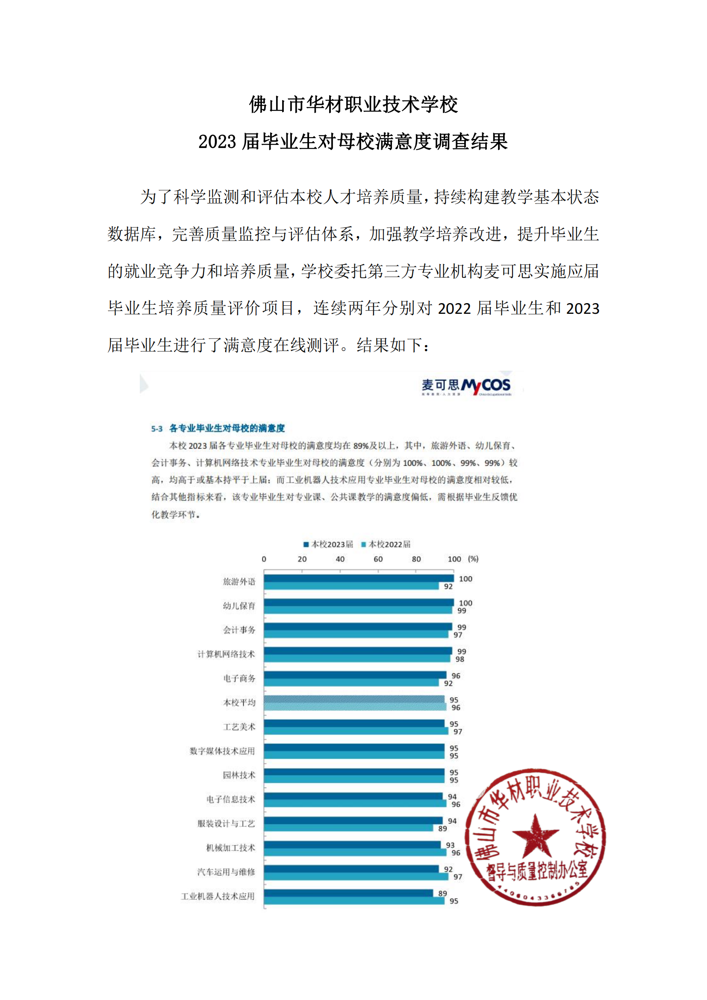 佛山市华材职业技术学校
2023 届毕业生对母校满意度调查结果
为了科学监测和评估本校人才培养质量，持续构建教学基本状态
数据库，完善质量监控与评估体系，加强教学培养改进，提升毕业生
的就业竞争力和培养质量，学校委托第三方专业机构麦可思实施应届
毕业生培养质量评价项目，连续两年分别对 2022 届毕业生和 2023
届毕业生进行了满意度在线测评。结果如下：
麦可思MyCOS
China Occupational Skills
5-3 各专业毕业生对母校的满意度
本校 2023 届各专业毕业生对母校的满意度均在 89%及以上，其中，旅游外语、幼儿保育、
会计事务、计算机网络技术专业毕业生对母校的满意度（分别为 100%、100%、99%、99%）较
高，均高于或基本持平于上届；而工业机器人技术应用专业毕业生对母校的满意度相对较低，
结合其他指标来看，该专业毕业生对专业课、公共课教学的满意度偏低，需根据毕业生反馈优
化教学环节。
本校2023届 本校2022届
0 20 40 60 80 100 (%)
旅游外语 100
92
幼儿保育 100
99
会计事务 99
97
计算机网络技术 99
98
电子商务 96
92
本校平均 95
96
工艺美术 95
97
数字媒体技术应用 95
95
园林技术 95
95
电子信息技术 94
96
服装设计与工艺 94
89
机械加工技术 93
96
汽车运用与维修 92
97
工业机器人技术应用 89
95
佛山市华材职业技术学校
督导与质量控制办公室